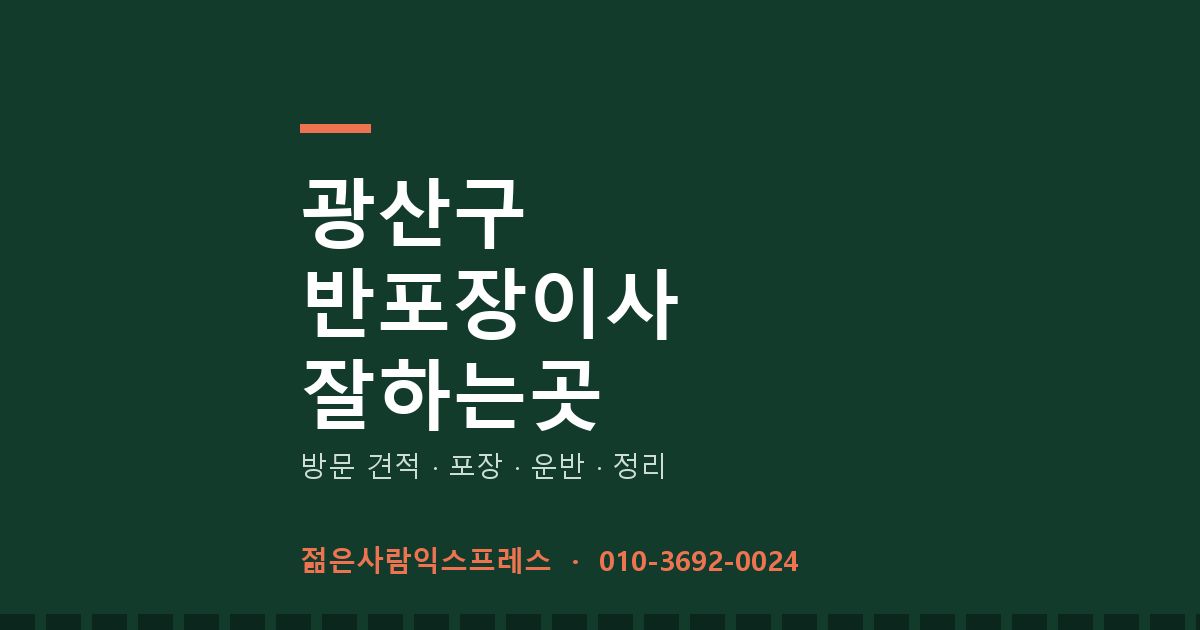 광산구
반포장이사
잘하는곳
방문 견적 · 포장 · 운반 · 정리
젊은사람익스프레스 · 010-3692-0024